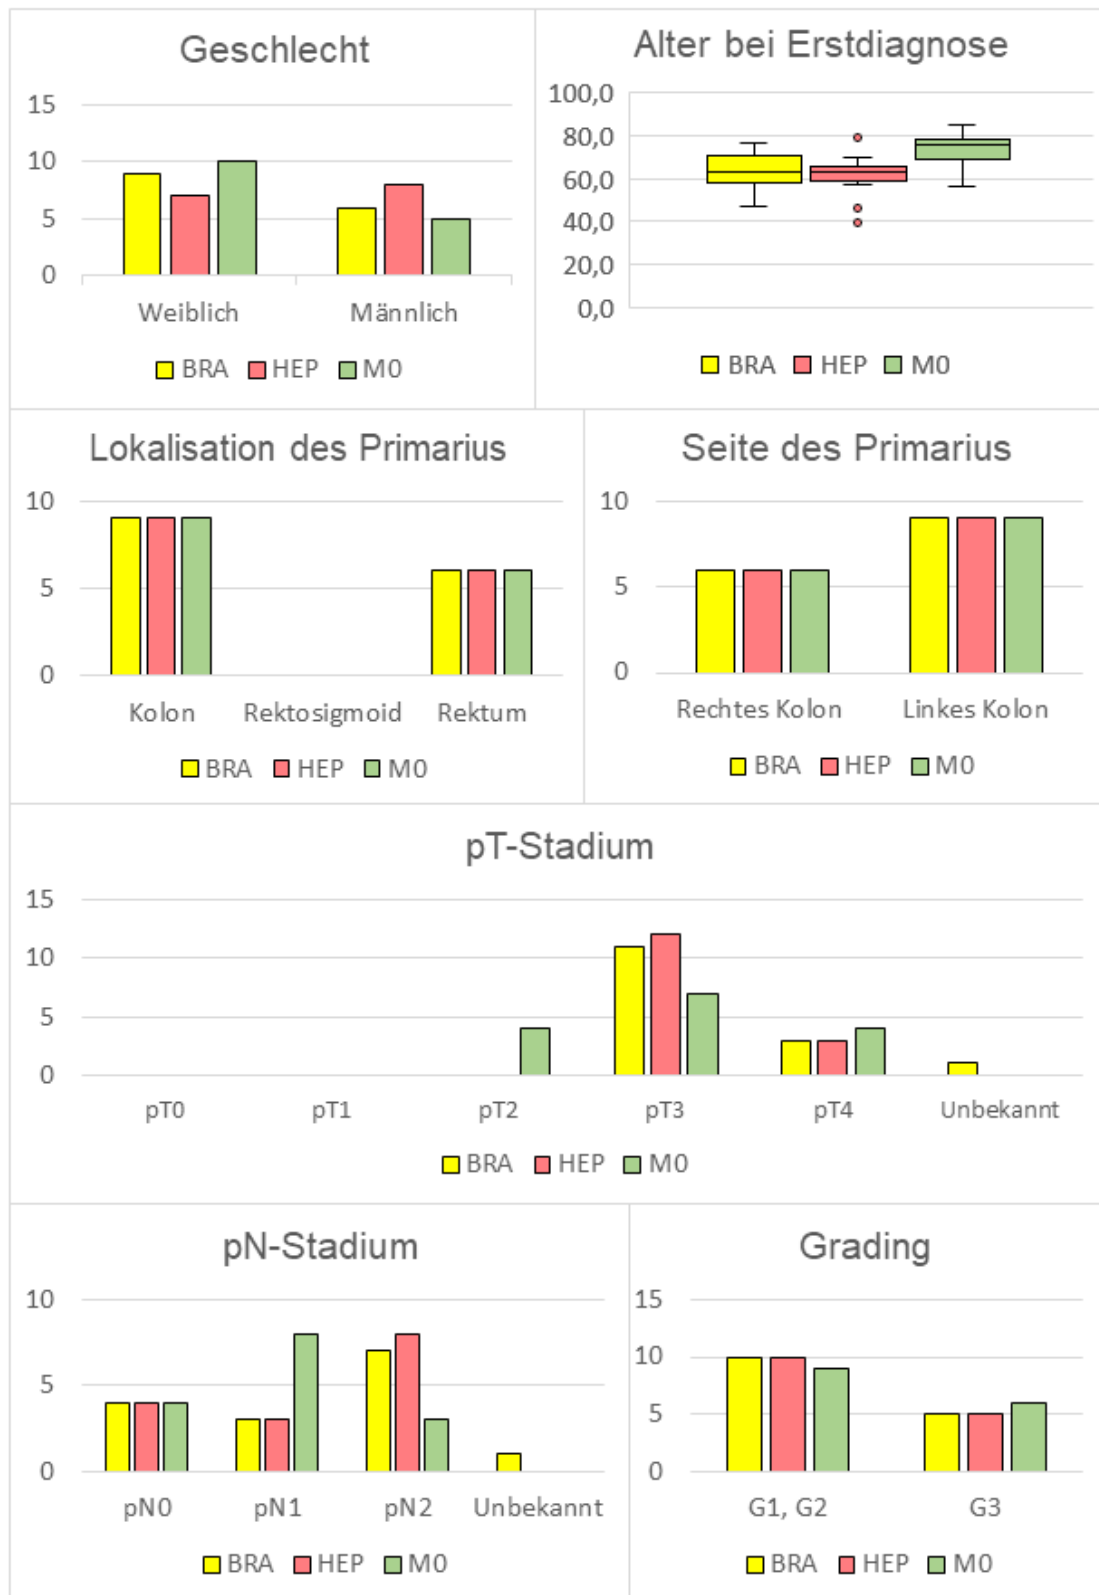 Geschlecht
15
10
5
0
Weiblich Männlich
BRA HEP M0
Alter bei Erstdiagnose
100,0
80,0
60,0
40,0
20,0
0,0
BRA HEP M0
Lokalisation des Primarius
10
5
0
Kolon Rektosigmoid Rektum
BRA HEP M0
Seite des Primarius
10
5
0
Rechtes Kolon Linkes Kolon
BRA HEP M0
pT-Stadium
15
10
5
0
pT0 pT1 pT2 pT3 pT4 Unbekannt
BRA HEP M0
pN-Stadium
10
5
0
pN0 pN1 pN2 Unbekannt
BRA HEP M0
Grading
15
10
5
0
G1, G2 G3
BRA HEP M0